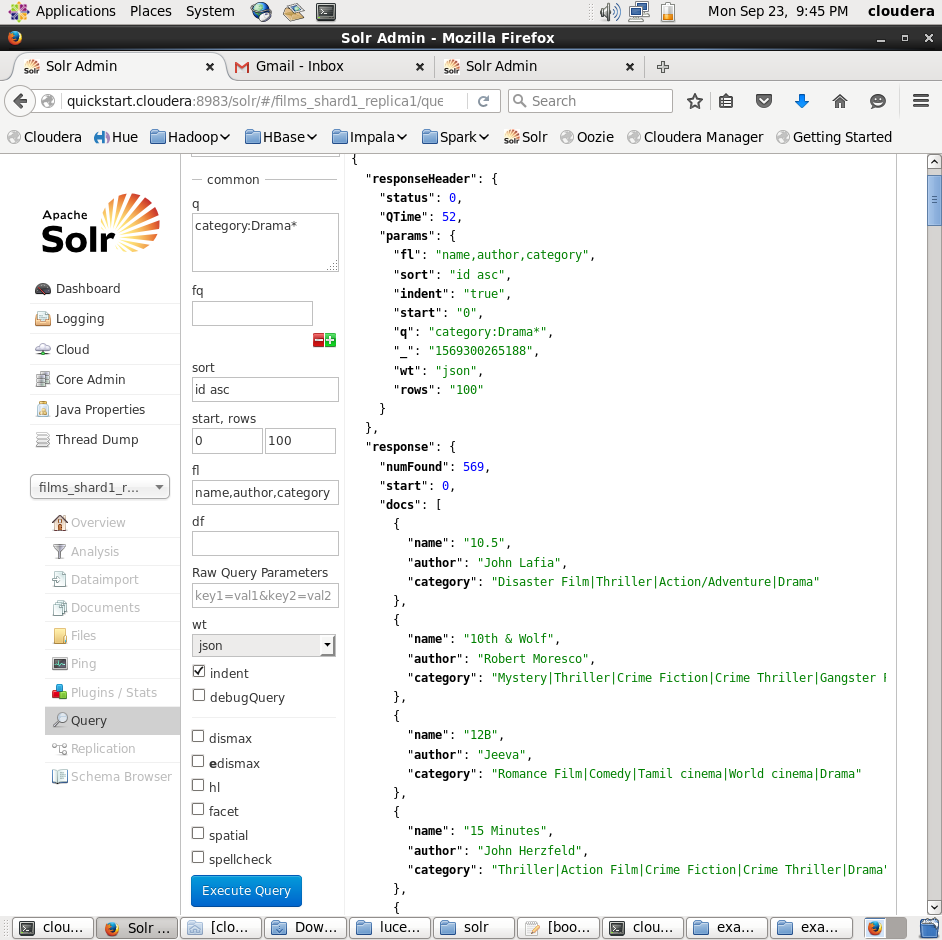 Applications Places System Mon Sep 23, 9:45 PM cloudera
Solr Admin - Mozilla Firefox
Solr Admin Gmail - Inbox Solr Admin
quickstart.cloudera:8983/solr/#/films_shard1_replica1/que Search
Cloudera Hue Hadoop HBase Impala Spark Solr Oozie Cloudera Manager Getting Started
Apache
Solr
Dashboard
Logging
Cloud
Core Admin
Java Properties
Thread Dump
films_shard1_r...
Overview
Analysis
Dataimport
Documents
Files
Ping
Plugins / Stats
Query
Replication
Schema Browser
common
q
category:Drama*
fq
sort
id asc
start, rows
0 100
fl
name,author,category
df
Raw Query Parameters
key1=val1&key2=val2
wt
json
indent
debugQuery
dismax
edismax
hl
facet
spatial
spellcheck
Execute Query
{
"responseHeader": {
"status": 0,
"QTime": 52,
"params": {
"fl": "name,author,category",
"sort": "id asc",
"indent": "true",
"start": "0",
"q": "category:Drama*",
"_": "1569300265188",
"wt": "json",
"rows": "100"
}
},
"response": {
"numFound": 569,
"start": 0,
"docs": [
{
"name": "10.5",
"author": "John Lafia",
"category": "Disaster Film|Thriller|Action/Adventure|Drama"
},
{
"name": "10th & Wolf",
"author": "Robert Moresco",
"category": "Mystery|Thriller|Crime Fiction|Crime Thriller|Gangster F
},
{
"name": "12B",
"author": "Jeeva",
"category": "Romance Film|Comedy|Tamil cinema|World cinema|Drama"
},
{
"name": "15 Minutes",
"author": "John Herzfeld",
"category": "Thriller|Action Film|Crime Fiction|Crime Thriller|Drama"
},
{
clou... Solr ... [clo... Dow... luce... solr [boo... clou... exa... exa...